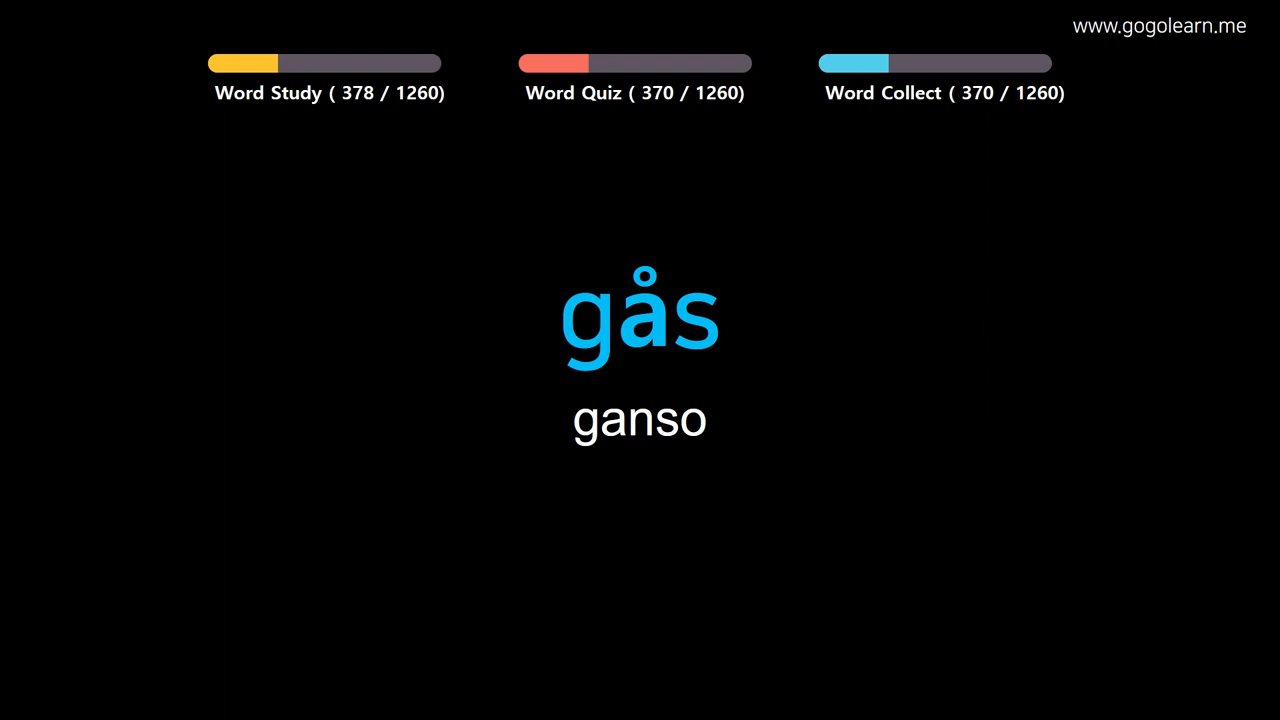 www.gogolearn.me
Word Study ( 378 / 1260)
Word Quiz ( 370 / 1260)
Word Collect ( 370 / 1260)
gås
ganso